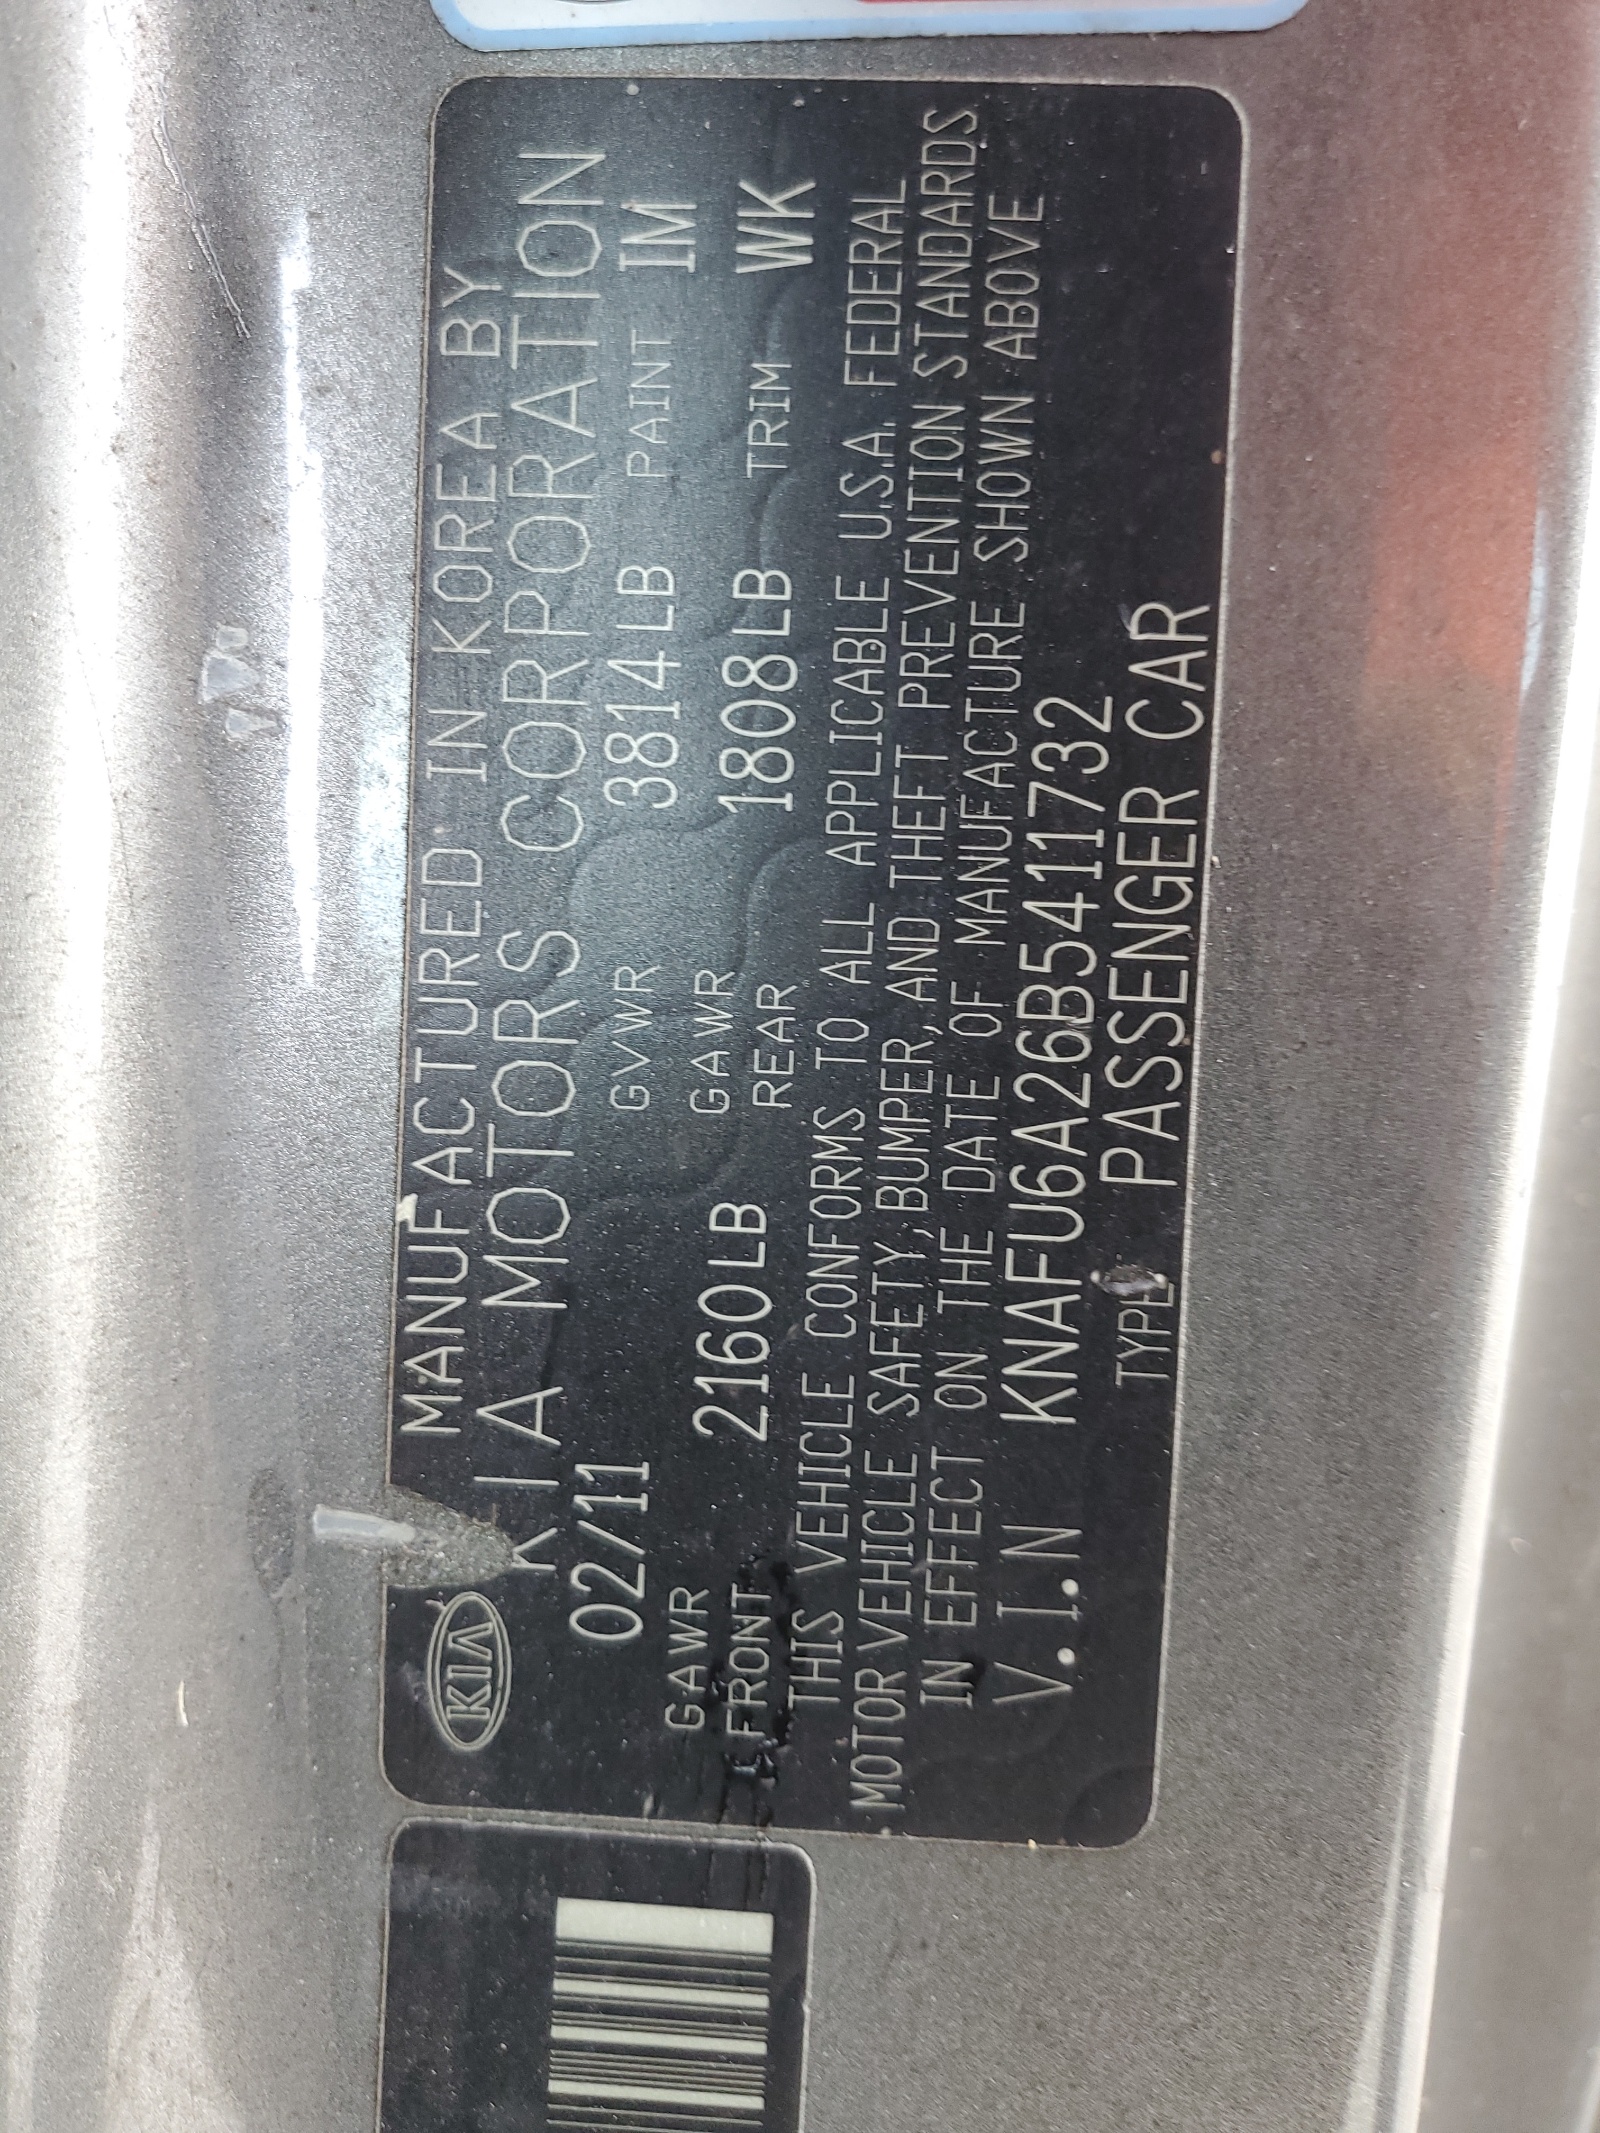 KIA
MANUFACTURED IN KOREA BY
KIA MOTORS CORPORATION
02/11 GVWR 3814LB PAINT IM
GAWR FRONT 2160LB GAWR REAR 1808LB TRIM WK
THIS VEHICLE CONFORMS TO ALL APPLICABLE U.S.A. FEDERAL
MOTOR VEHICLE SAFETY, BUMPER, AND THEFT PREVENTION STANDARDS
IN EFFECT ON THE DATE OF MANUFACTURE SHOWN ABOVE
V.I.N KNAFU6A26B5411732
TYPE PASSENGER CAR